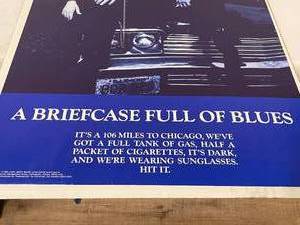 A BRIEFCASE FULL OF BLUES
IT'S A 106 MILES TO CHICAGO, WE'VE
GOT A FULL TANK OF GAS, HALF A
PACKET OF CIGARETTES, IT'S DARK,
AND WE'RE WEARING SUNGLASSES.
HIT IT.